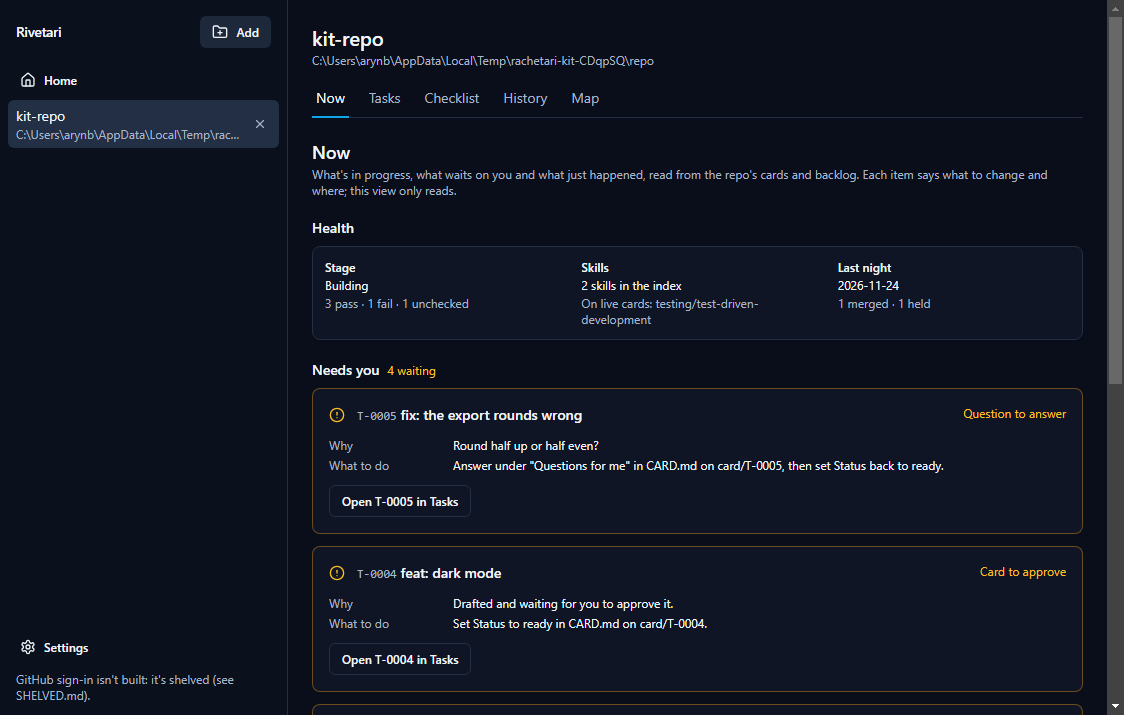 Rivetari
Add
Home
kit-repo
C:\Users\arynb\AppData\Local\Temp\rac...
Settings
GitHub sign-in isn't built: it's shelved (see
SHELVED.md).
kit-repo
C:\Users\arynb\AppData\Local\Temp\rachetari-kit-CDqpSQ\repo
Now
Tasks
Checklist
History
Map
Now
What's in progress, what waits on you and what just happened, read from the repo's cards and backlog. Each item says what to change and
where; this view only reads.
Health
Stage
Building
3 pass · 1 fail · 1 unchecked
Skills
2 skills in the index
On live cards: testing/test-driven-
development
Last night
2026-11-24
1 merged · 1 held
Needs you 4 waiting
T-0005 fix: the export rounds wrong
Question to answer
Why Round half up or half even?
What to do Answer under "Questions for me" in CARD.md on card/T-0005, then set Status back to ready.
Open T-0005 in Tasks
T-0004 feat: dark mode
Card to approve
Why Drafted and waiting for you to approve it.
What to do Set Status to ready in CARD.md on card/T-0004.
Open T-0004 in Tasks